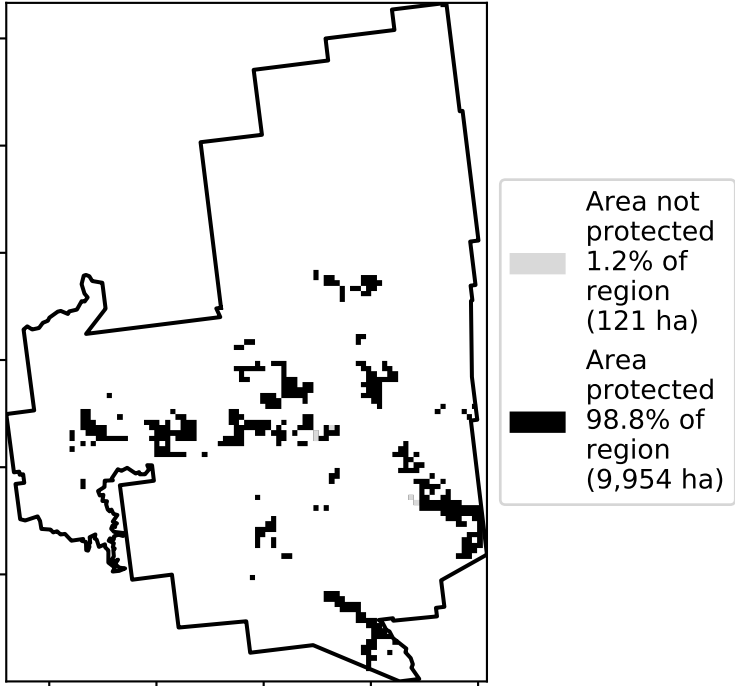 Area not
protected
1.2% of
region
(121 ha)
Area
protected
98.8% of
region
(9,954 ha)